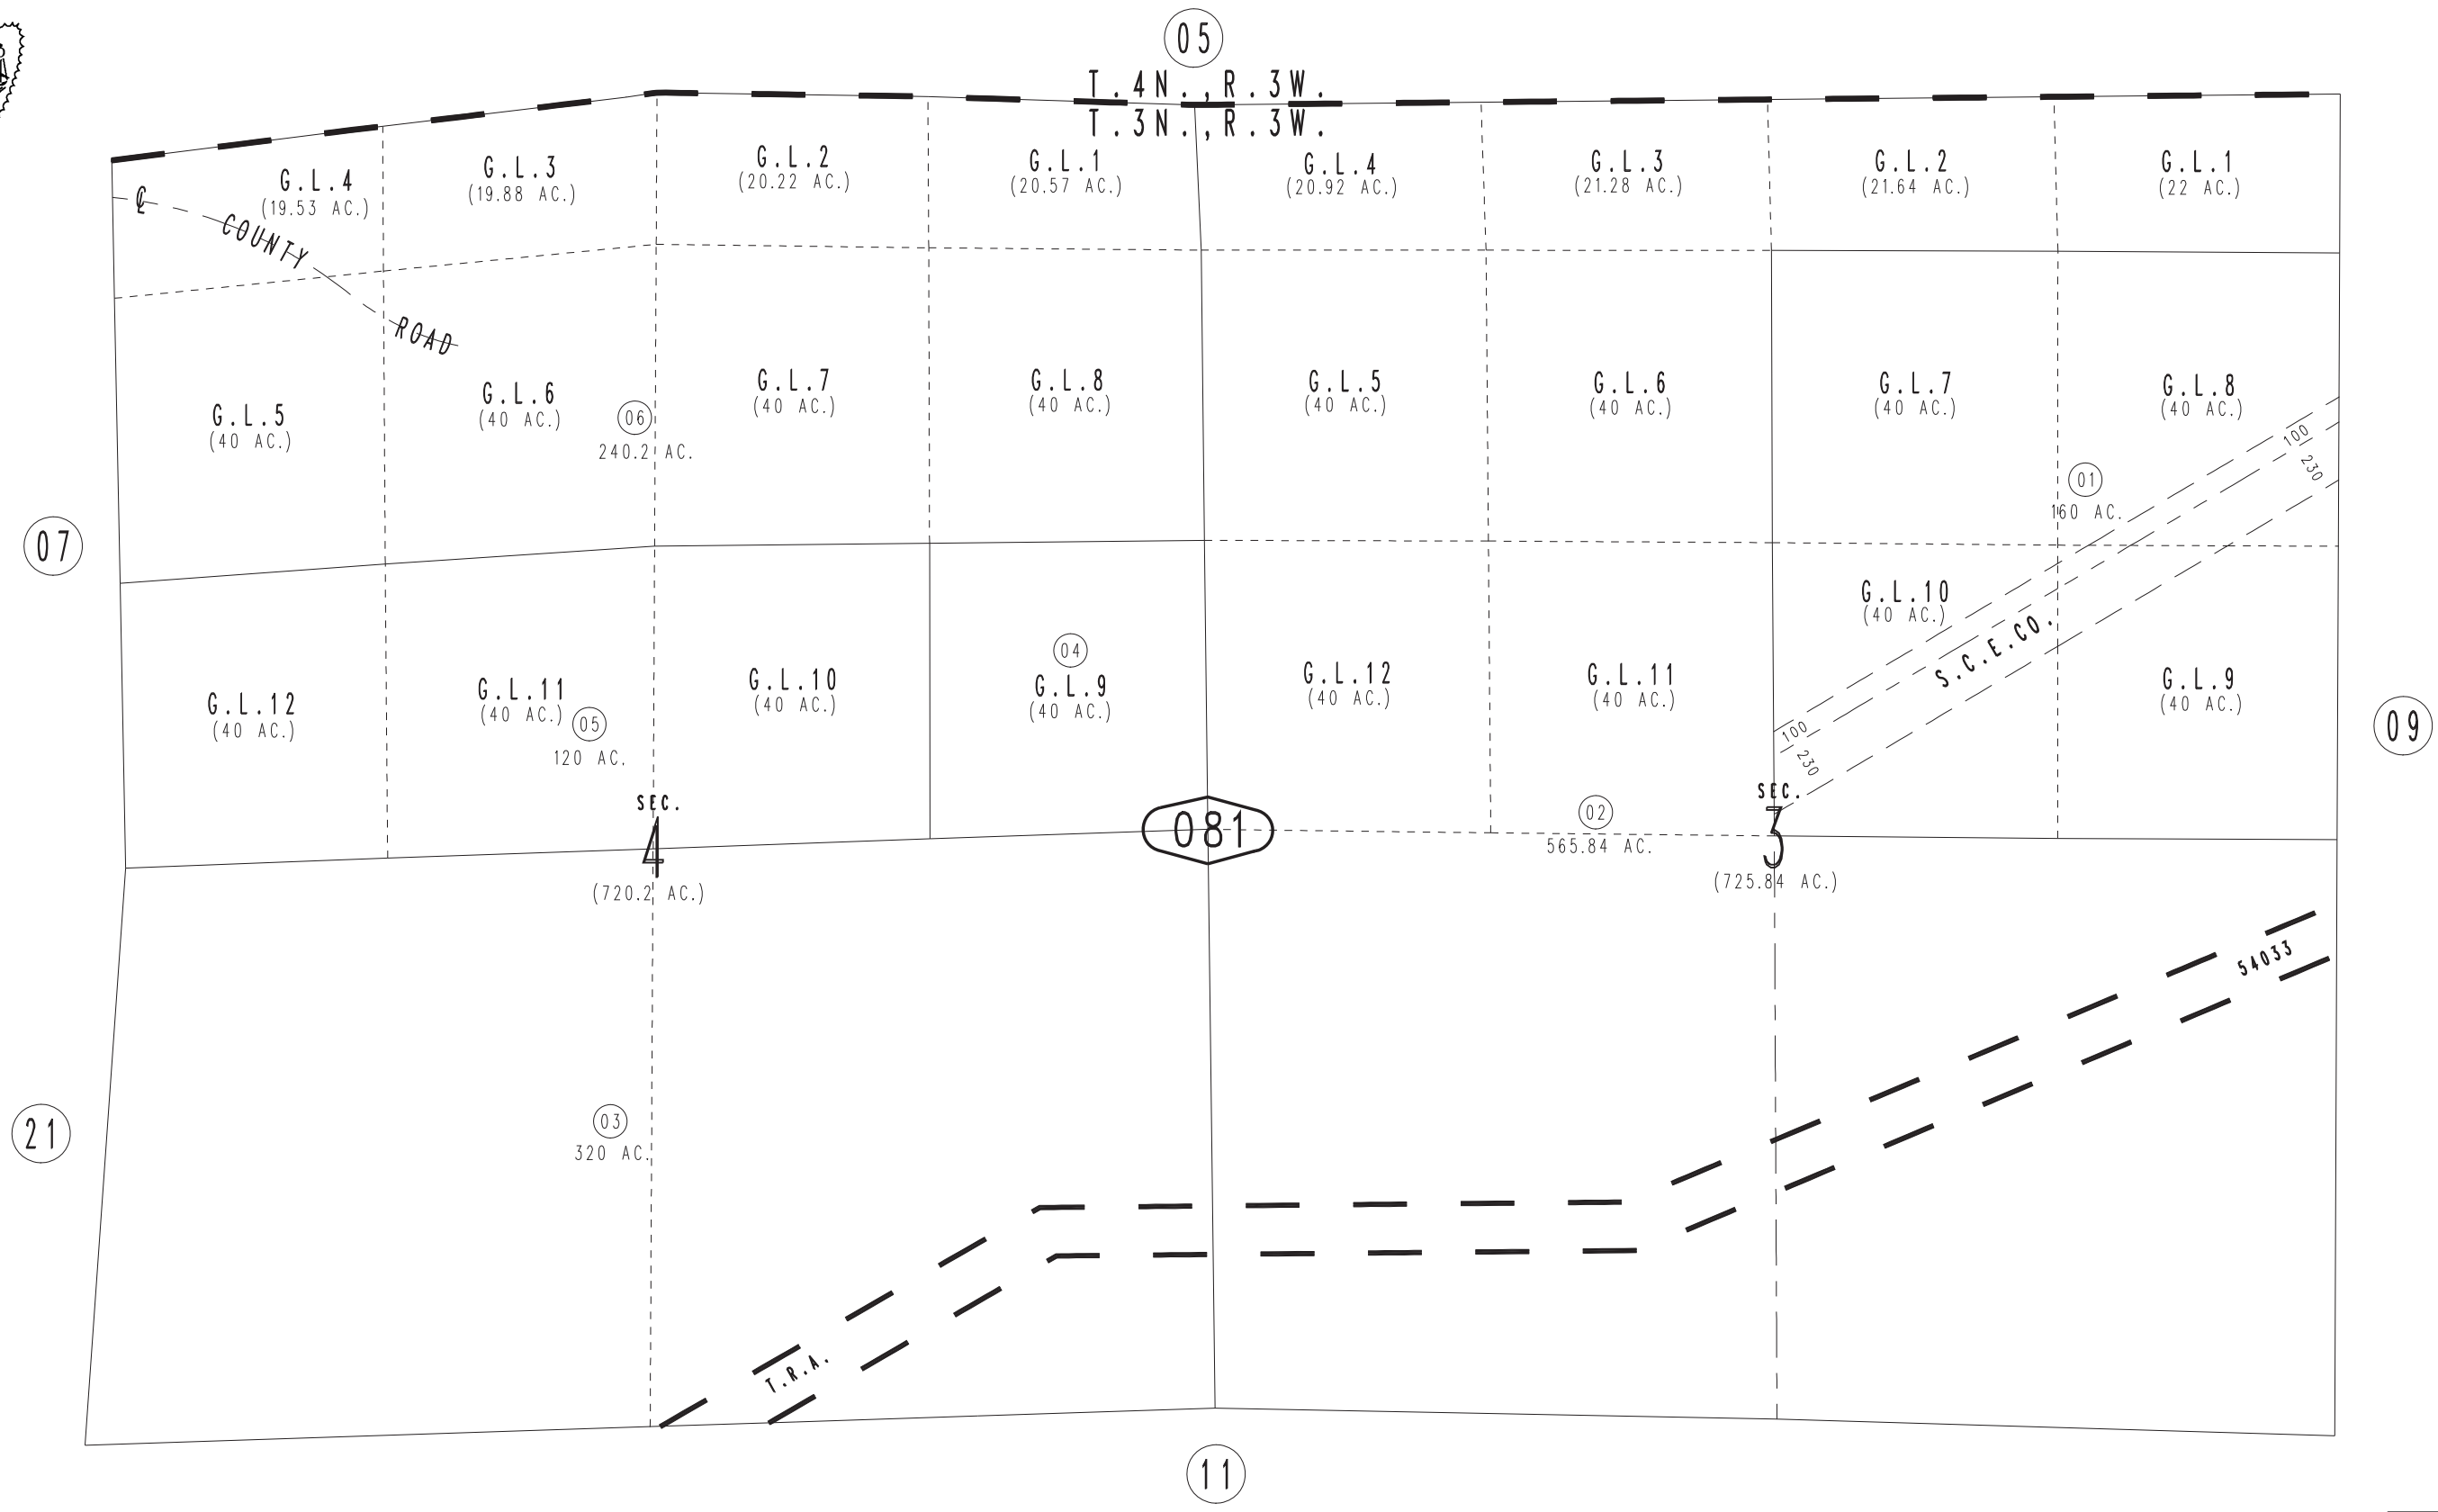 05
T.4N.,R.3W.
T.3N.,R.3W.
G.L.4
(19.53 AC.)
G.L.3
(19.88 AC.)
G.L.2
(20.22 AC.)
G.L.1
(20.57 AC.)
G.L.4
(20.92 AC.)
G.L.3
(21.28 AC.)
G.L.2
(21.64 AC.)
G.L.1
(22 AC.)
℄
COUNTY
ROAD
G.L.5
(40 AC.)
G.L.6
(40 AC.)
06
240.2 AC.
G.L.7
(40 AC.)
G.L.8
(40 AC.)
G.L.5
(40 AC.)
G.L.6
(40 AC.)
G.L.7
(40 AC.)
G.L.8
(40 AC.)
100
230
01
160 AC.
07
G.L.12
(40 AC.)
G.L.11
(40 AC.)
05
120 AC.
G.L.10
(40 AC.)
04
G.L.9
(40 AC.)
G.L.12
(40 AC.)
G.L.11
(40 AC.)
G.L.10
(40 AC.)
S.C.E.CO.
G.L.9
(40 AC.)
100
230
09
SEC.
4
(720.2 AC.)
081
02
565.84 AC.
SEC.
3
(725.84 AC.)
54033
21
03
320 AC.
T.R.A.
11